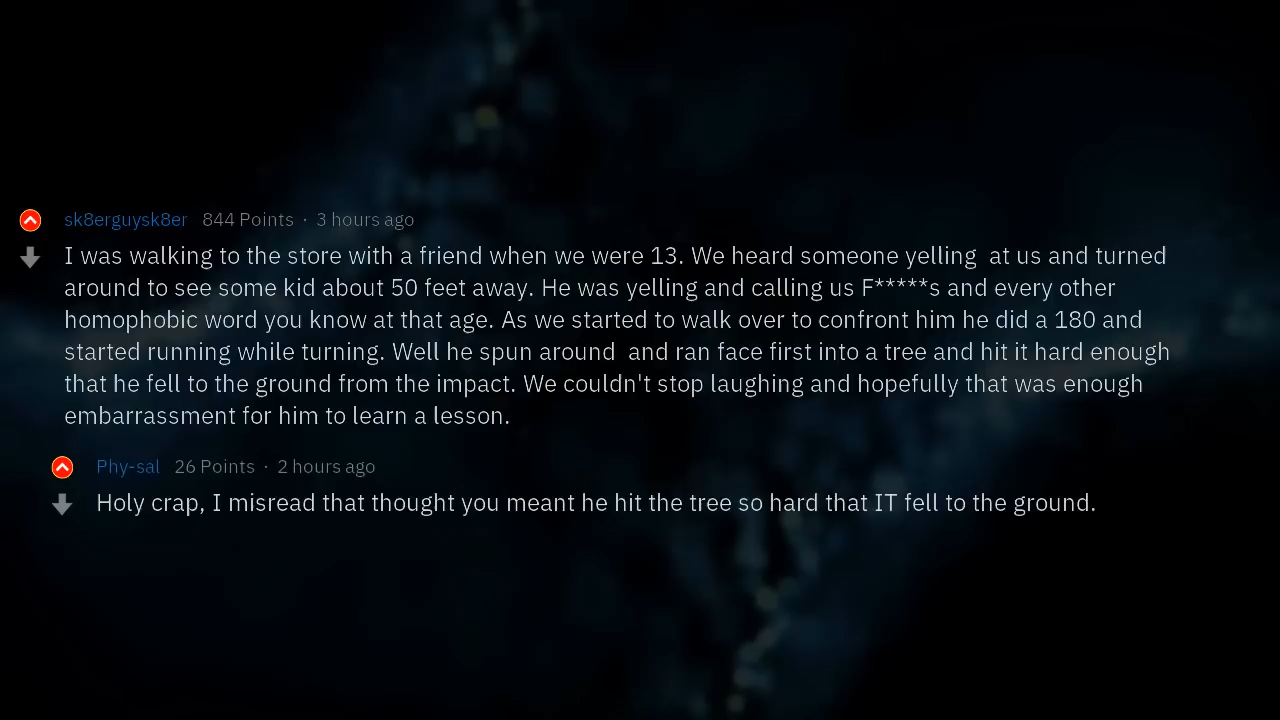 sk8erguysk8er 844 Points · 3 hours ago
I was walking to the store with a friend when we were 13. We heard someone yelling  at us and turned
around to see some kid about 50 feet away. He was yelling and calling us F*****s and every other
homophobic word you know at that age. As we started to walk over to confront him he did a 180 and
started running while turning. Well he spun around  and ran face first into a tree and hit it hard enough
that he fell to the ground from the impact. We couldn't stop laughing and hopefully that was enough
embarrassment for him to learn a lesson.
Phy-sal 26 Points · 2 hours ago
Holy crap, I misread that thought you meant he hit the tree so hard that IT fell to the ground.